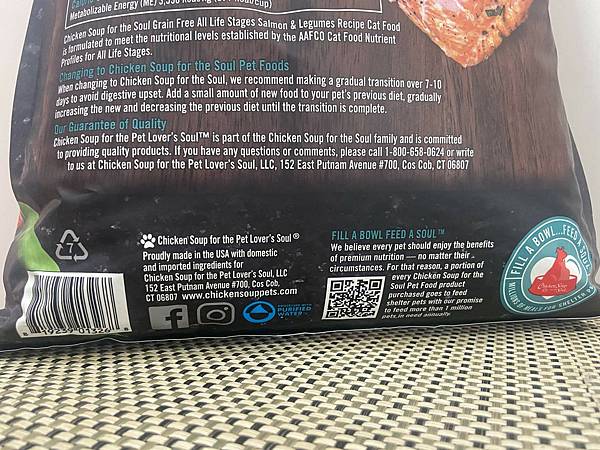 Metabolizable Energy (ME) 3,550
Chicken Soup for the Soul Grain Free All Life Stages Salmon & Legumes Recipe Cat Food
is formulated to meet the nutritional levels established by the AAFCO Cat Food Nutrient
Profiles for All Life Stages.
Changing to Chicken Soup for the Soul Pet Foods
When changing to Chicken Soup for the Soul, we recommend making a gradual transition over 7-10
days to avoid digestive upset. Add a small amount of new food to your pet's previous diet, gradually
increasing the new and decreasing the previous diet until the transition is complete.
Our Guarantee of Quality
Chicken Soup for the Pet Lover's Soul™ is part of the Chicken Soup for the Soul family and is committed
to providing quality products. If you have any questions or comments, please call 1-800-658-0624 or write
to us at Chicken Soup for the Pet Lover's Soul, LLC, 152 East Putnam Avenue #700, Cos Cob, CT 06807
7
Chicken Soup for the Pet Lover's Soul®
Proudly made in the USA with domestic
and imported ingredients for
Chicken Soup for the Pet Lover's Soul, LLC
152 East Putnam Avenue #700, Cos Cob,
CT 06807 www.chickensouppets.com
PURIFIED
WATER
FILL A BOWL FEED A SOUL™
We believe every pet should enjoy the benefits
of premium nutrition — no matter their
circumstances. For that reason, a portion of
every Chicken Soup for the
Soul Pet Food product
purchased goes to feed
shelter pets with our promise
to feed more than 1 million
pets in need annually.
FILL A BOWL...FEED A SOUL
MILLIONS OF MEALS FOR SHELTER
Chicken Soup